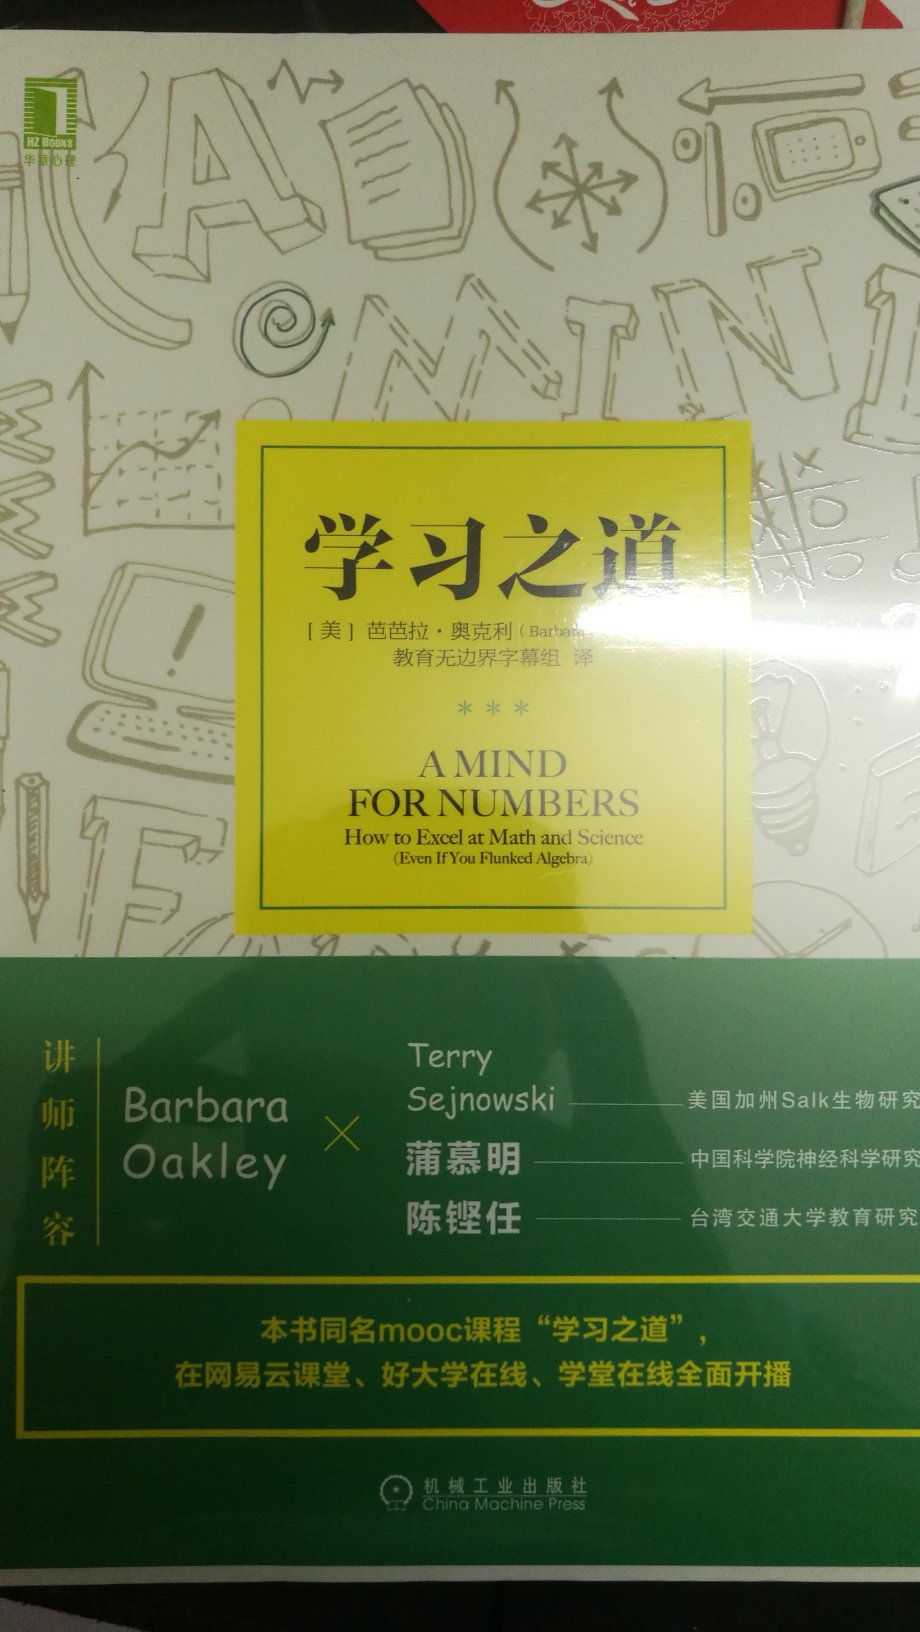 HZ BOOKS
华章心理
A
MIND
学习之道
[美] 芭芭拉·奥克利 (Barbara
教育无边界字幕组 译
***
A MIND
FOR NUMBERS
How to Excel at Math and Science
(Even If You Flunked Algebra)
讲师阵容
Barbara
Oakley
×
Terry
Sejnowski
美国加州Salk生物研究
蒲慕明
中国科学院神经科学研究
陈铿任
台湾交通大学教育研究
本书同名mooc课程“学习之道”,
在网易云课堂、好大学在线、学堂在线全面开播
机械工业出版社
China Machine Press